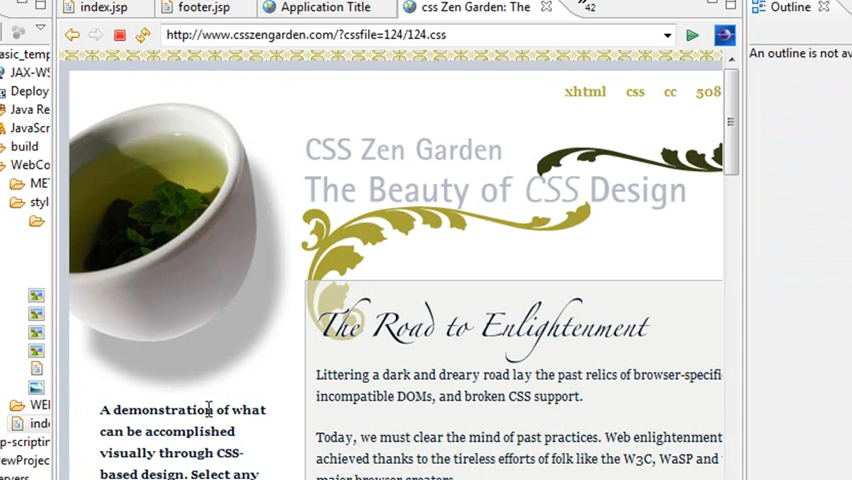 index.jsp
footer.jsp
Application Title
css Zen Garden: The
42
Outline
http://www.csszengarden.com/?cssfile=124/124.css
An outline is not av
JAX-WS
Deploy
Java Re
JavaScr
build
WebCo
styl
xhtml css cc 508
CSS Zen Garden
The Beauty of CSS Design
The Road to Enlightenment
Littering a dark and dreary road lay the past relics of browser-specifi
incompatible DOMs, and broken CSS support.
Today, we must clear the mind of past practices. Web enlightenment
achieved thanks to the tireless efforts of folk like the W3C, WaSP and
major browser creators.
A demonstration of what
can be accomplished
visually through CSS-
based design. Select any